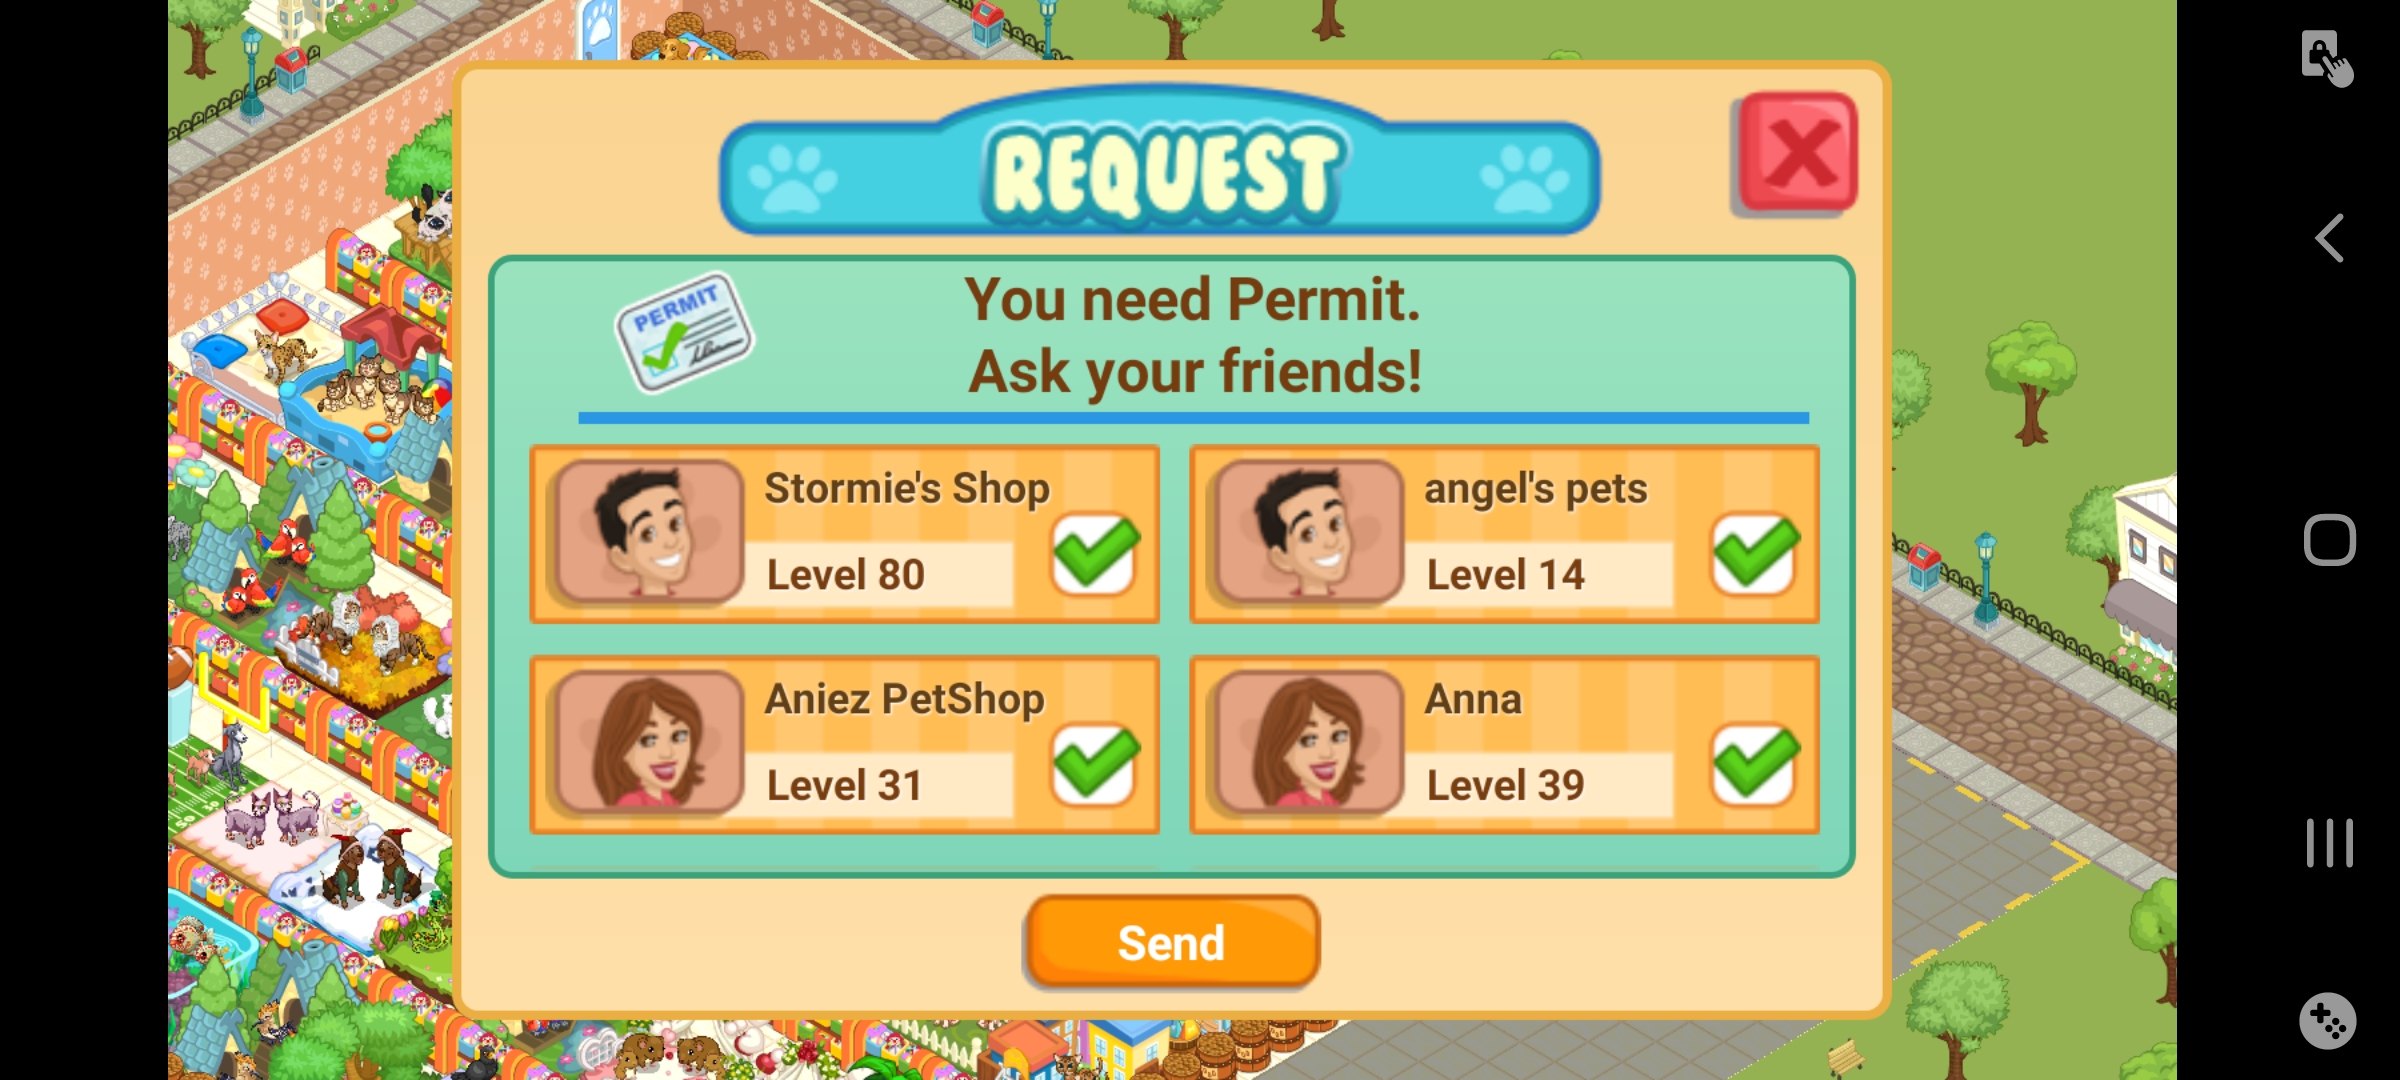 REQUEST
PERMIT
You need Permit.
Ask your friends!
Stormie's Shop
Level 80
angel's pets
Level 14
Aniez PetShop
Level 31
Anna
Level 39
Send